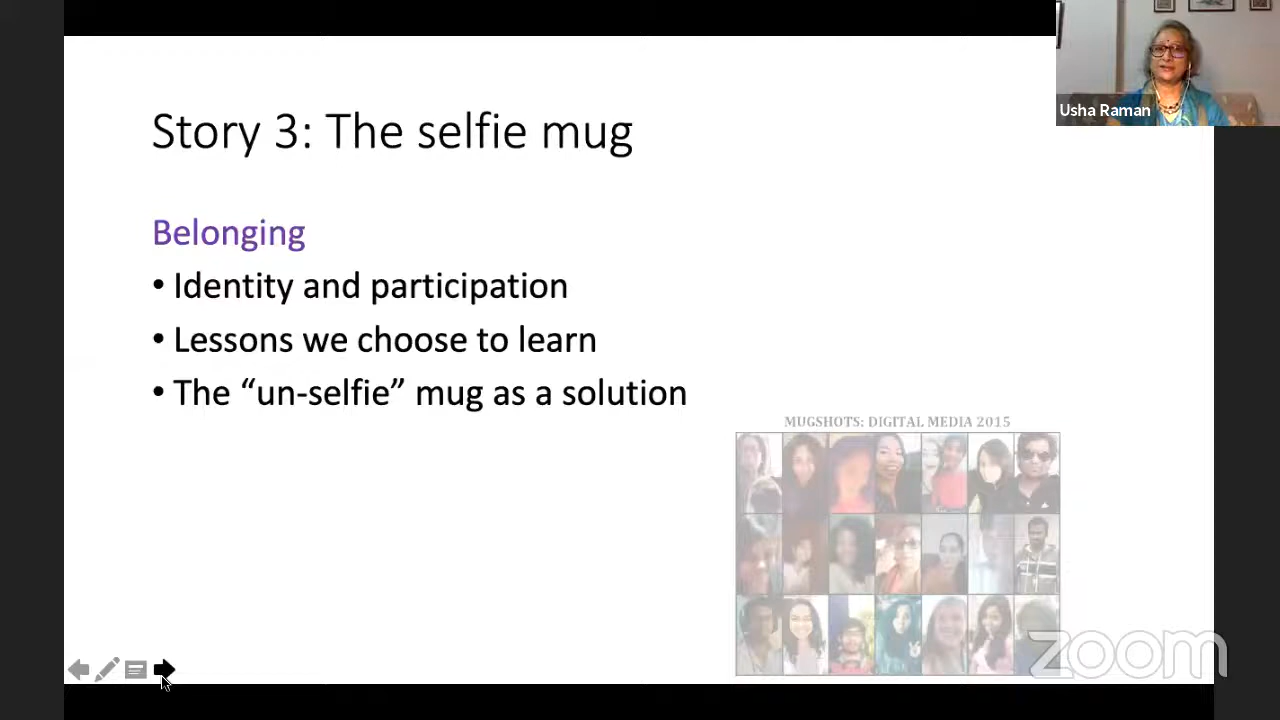 Usha Raman
Story 3: The selfie mug
Belonging
• Identity and participation
• Lessons we choose to learn
• The “un-selfie” mug as a solution
MUGSHOTS: DIGITAL MEDIA 2015
zoom